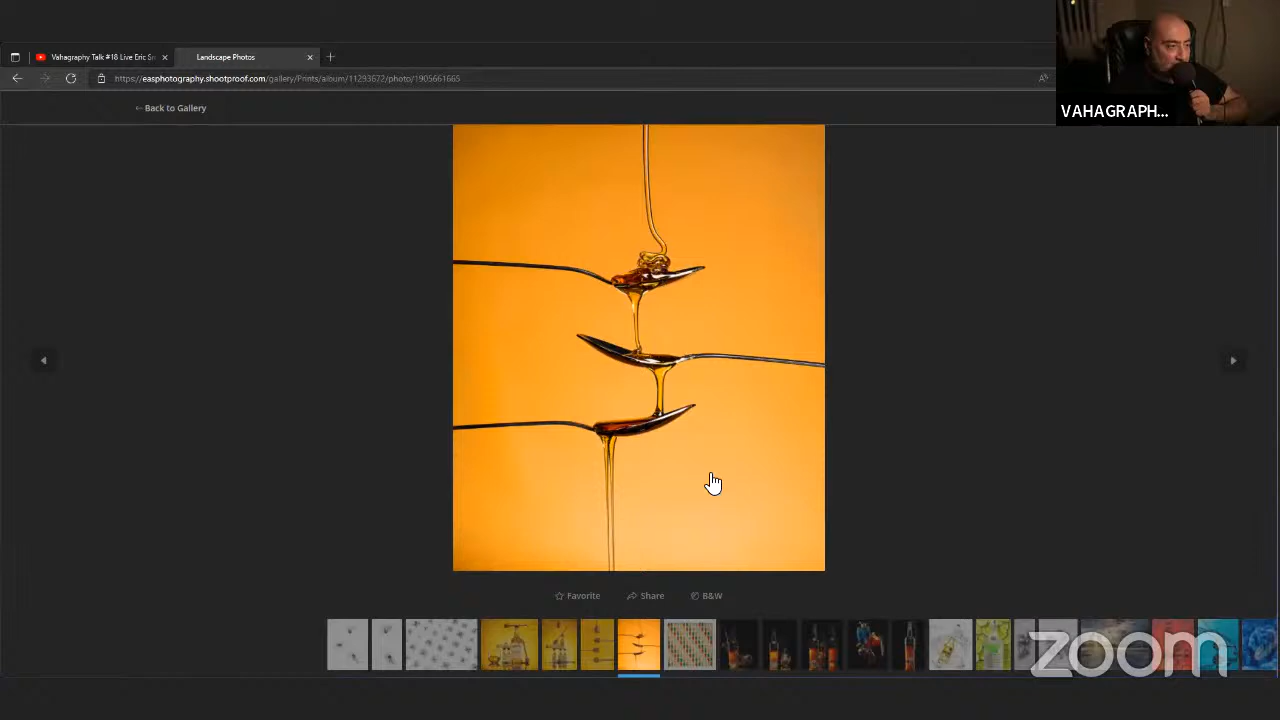 Vahagraphy Talk #18 Live Eric Sm
Landscape Photos
https://easphotography.shootproof.com/gallery/Prints/album/11293672/photo/1905661665
VAHAGRAPH...
← Back to Gallery
Favorite
Share
B&W
zoom